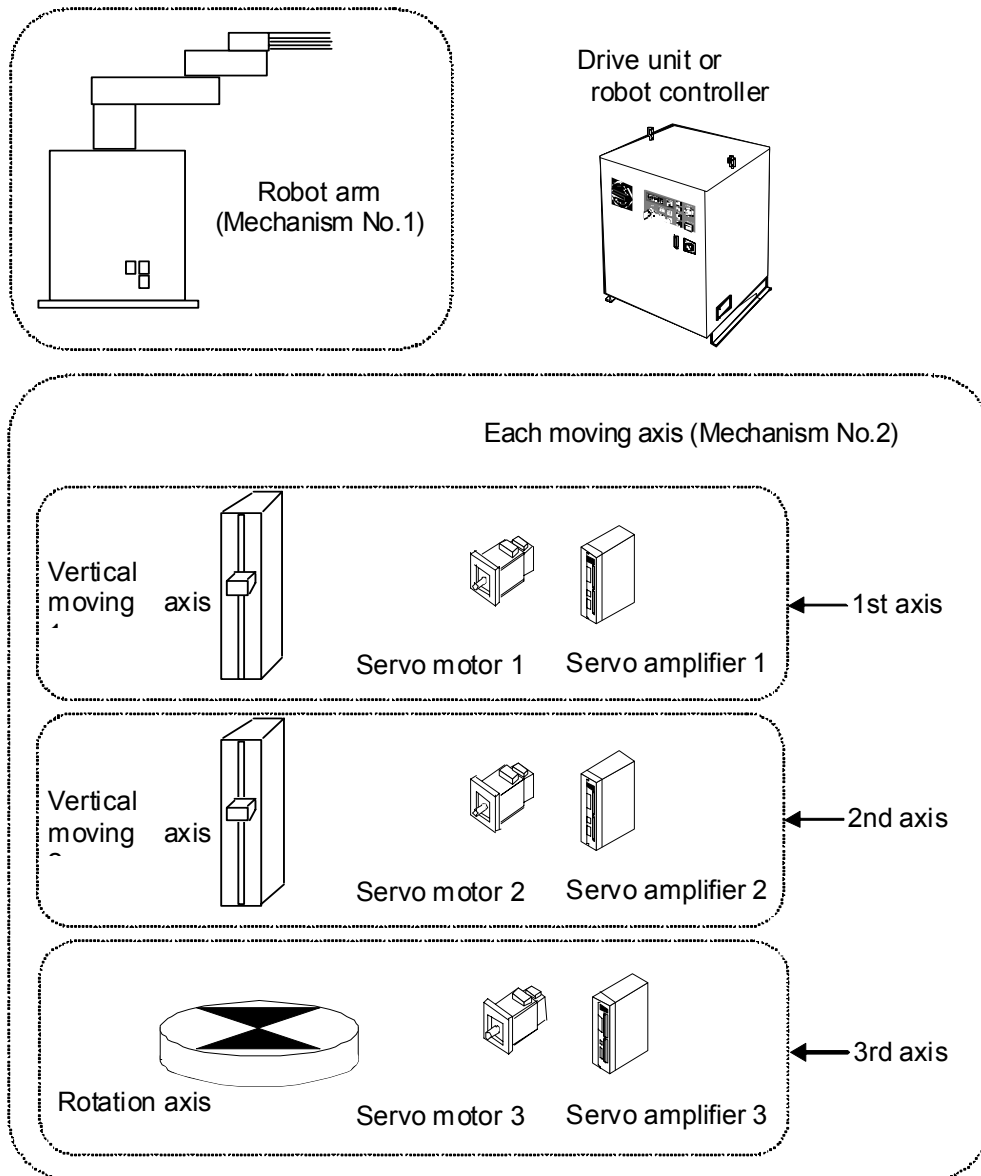 Drive unit or
robot controller
Robot arm
(Mechanism No.1)
Each moving axis (Mechanism No.2)
Vertical
moving axis
Servo motor 1
Servo amplifier 1
1st axis
Vertical
moving axis
Servo motor 2
Servo amplifier 2
2nd axis
Rotation axis
Servo motor 3
Servo amplifier 3
3rd axis